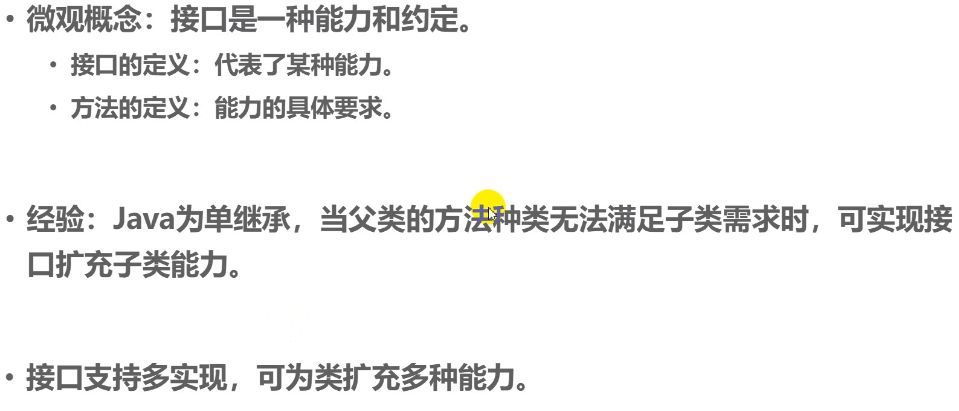 • 微观概念：接口是一种能力和约定。
• 接口的定义：代表了某种能力。
• 方法的定义：能力的具体要求。
• 经验：Java为单继承，当父类的方法种类无法满足子类需求时，可实现接
口扩充子类能力。
• 接口支持多实现，可为类扩充多种能力。